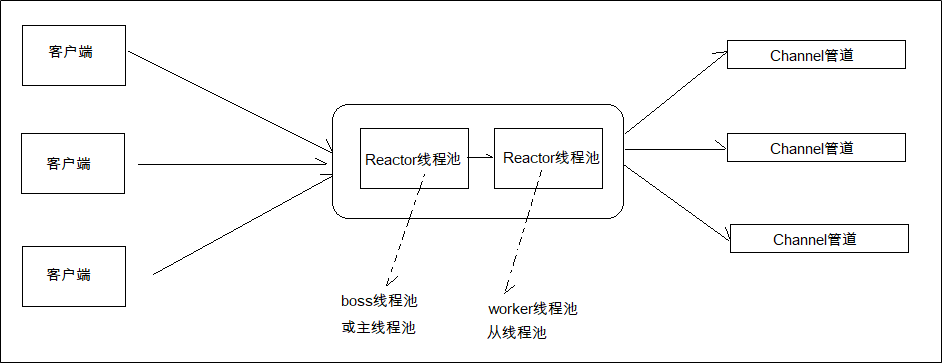 客户端
客户端
客户端
Reactor线程池
Reactor线程池
boss线程池
或主线程池
worker线程池
从线程池
Channel管道
Channel管道
Channel管道